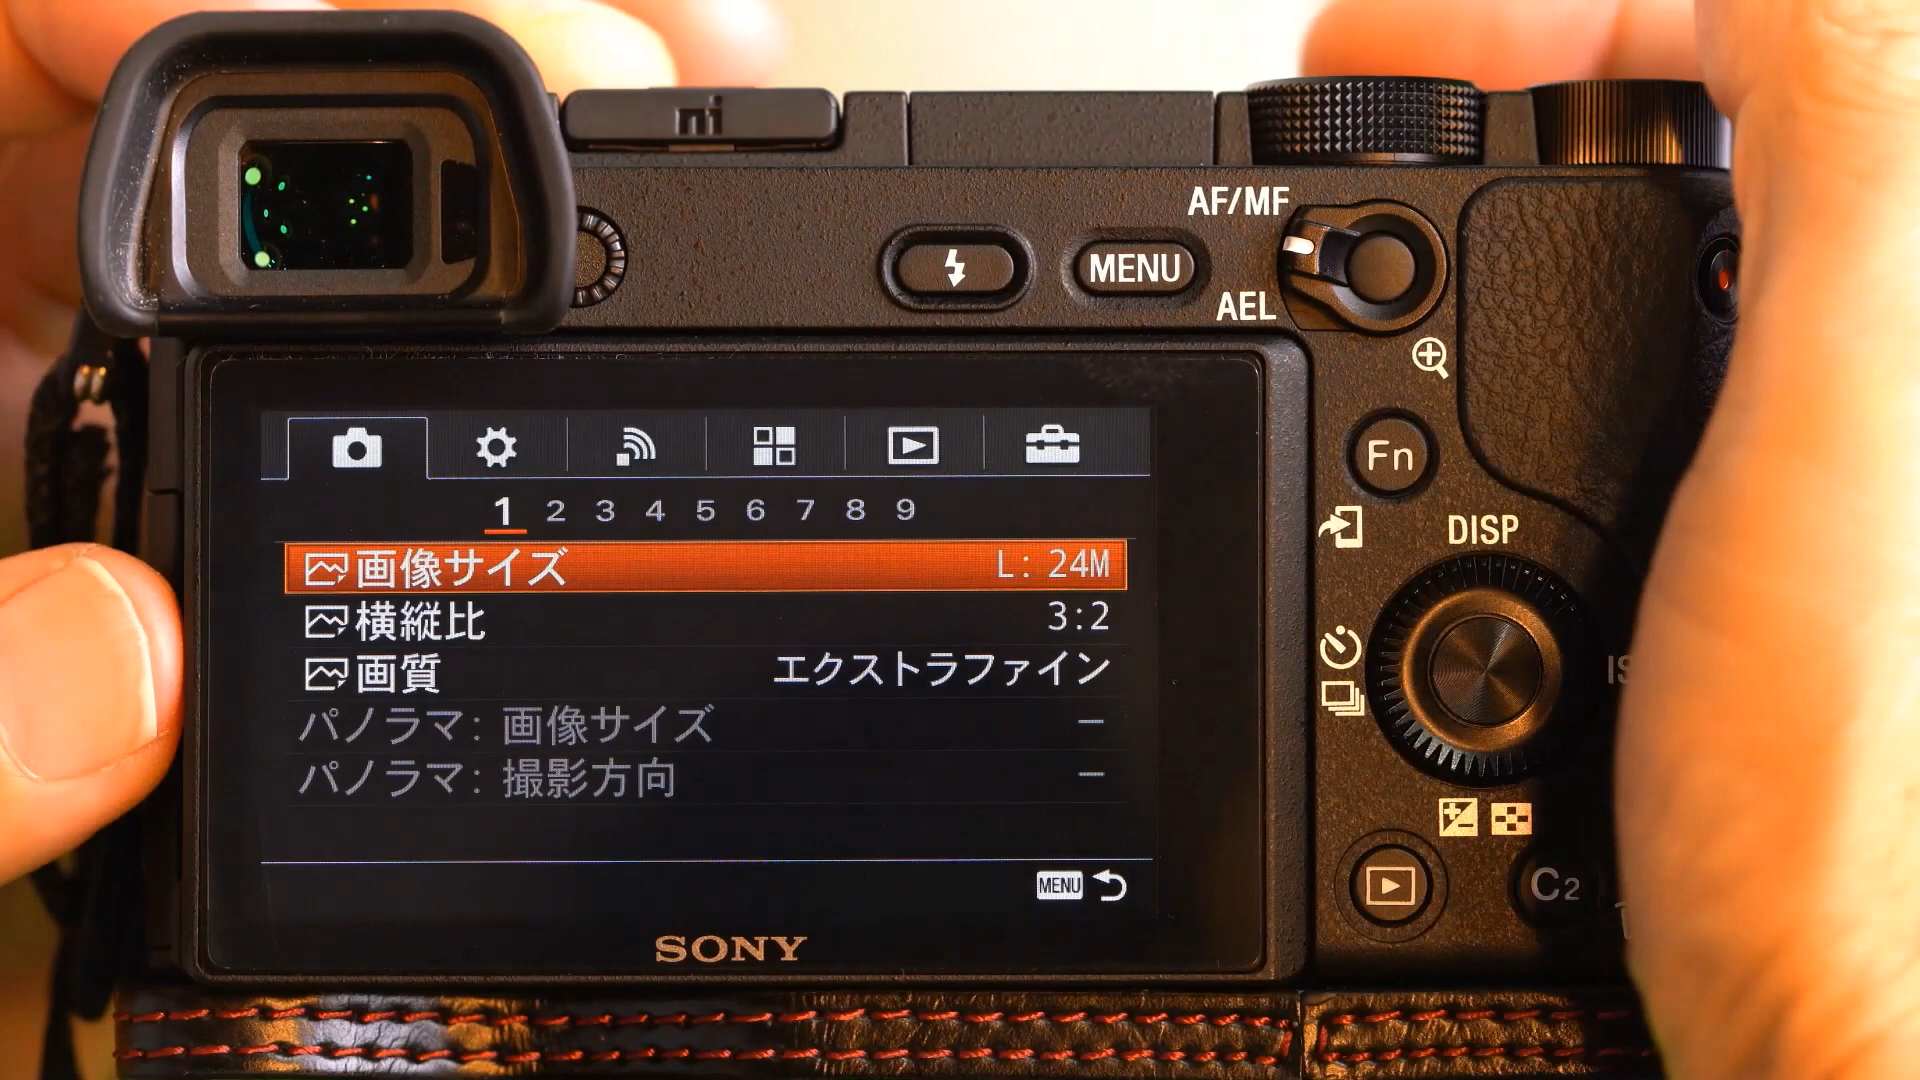 mi
AF/MF
MENU
AEL
Fn
DISP
1 2 3 4 5 6 7 8 9
画像サイズ L: 24M
横縦比 3:2
画質 エクストラファイン
パノラマ: 画像サイズ −
パノラマ: 撮影方向 −
MENU
C2
SONY